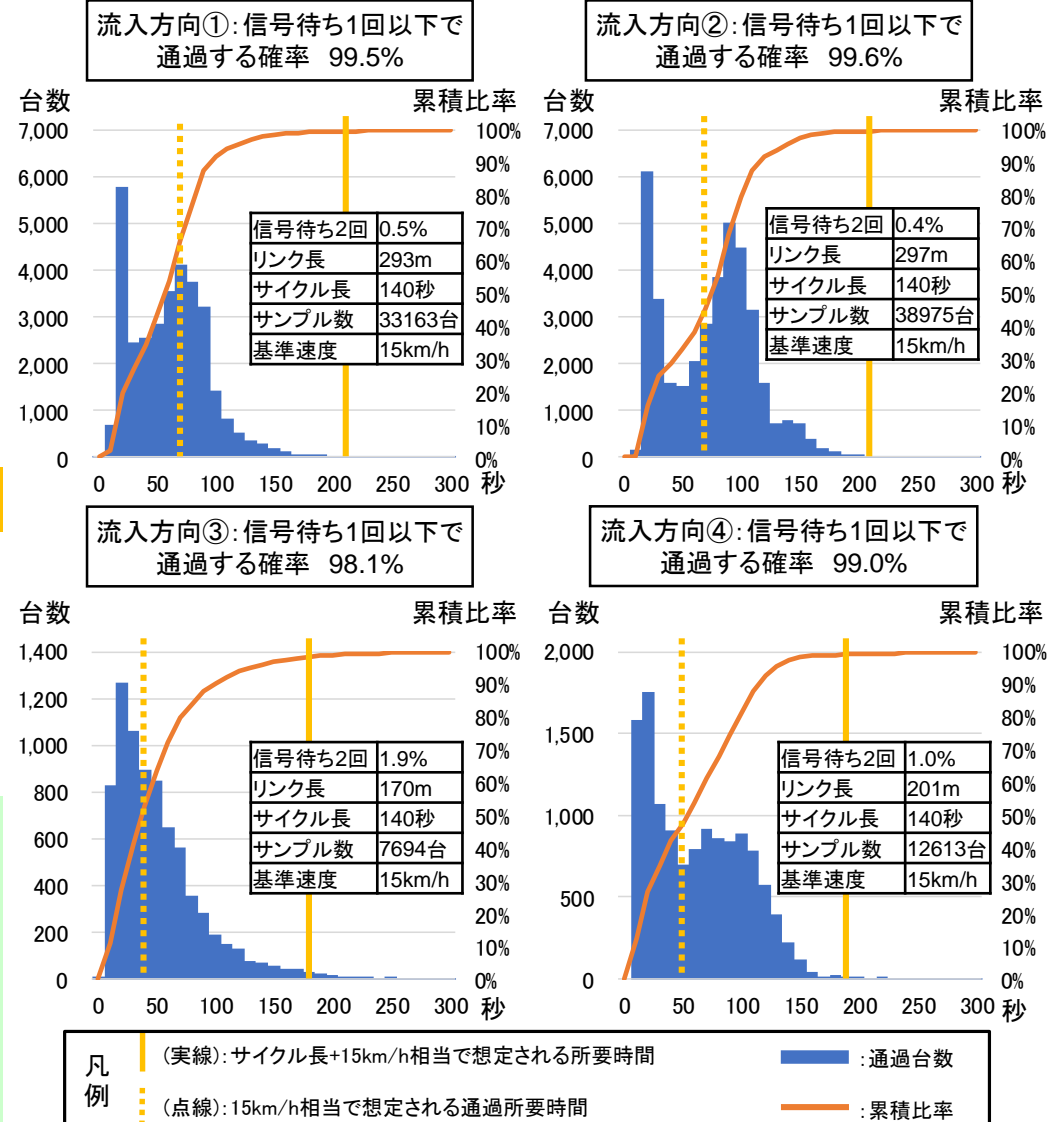 流入方向①：信号待ち1回以下で
通過する確率 99.5%
台数
累積比率
7,000
6,000
5,000
4,000
3,000
2,000
1,000
0
100%
90%
80%
70%
60%
50%
40%
30%
20%
10%
0%
信号待ち2回 0.5%
リンク長 293m
サイクル長 140秒
サンプル数 33163台
基準速度 15km/h
0 50 100 150 200 250 300 秒
流入方向②：信号待ち1回以下で
通過する確率 99.6%
台数
累積比率
7,000
6,000
5,000
4,000
3,000
2,000
1,000
0
100%
90%
80%
70%
60%
50%
40%
30%
20%
10%
0%
信号待ち2回 0.4%
リンク長 297m
サイクル長 140秒
サンプル数 38975台
基準速度 15km/h
0 50 100 150 200 250 300 秒
流入方向③：信号待ち1回以下で
通過する確率 98.1%
台数
累積比率
1,400
1,200
1,000
800
600
400
200
0
100%
90%
80%
70%
60%
50%
40%
30%
20%
10%
0%
信号待ち2回 1.9%
リンク長 170m
サイクル長 140秒
サンプル数 7694台
基準速度 15km/h
0 50 100 150 200 250 300 秒
流入方向④：信号待ち1回以下で
通過する確率 99.0%
台数
累積比率
2,000
1,500
1,000
500
0
100%
90%
80%
70%
60%
50%
40%
30%
20%
10%
0%
信号待ち2回 1.0%
リンク長 201m
サイクル長 140秒
サンプル数 12613台
基準速度 15km/h
0 50 100 150 200 250 300 秒
凡例
(実線)：サイクル長+15km/h相当で想定される所要時間
：通過台数
(点線)：15km/h相当で想定される通過所要時間
：累積比率